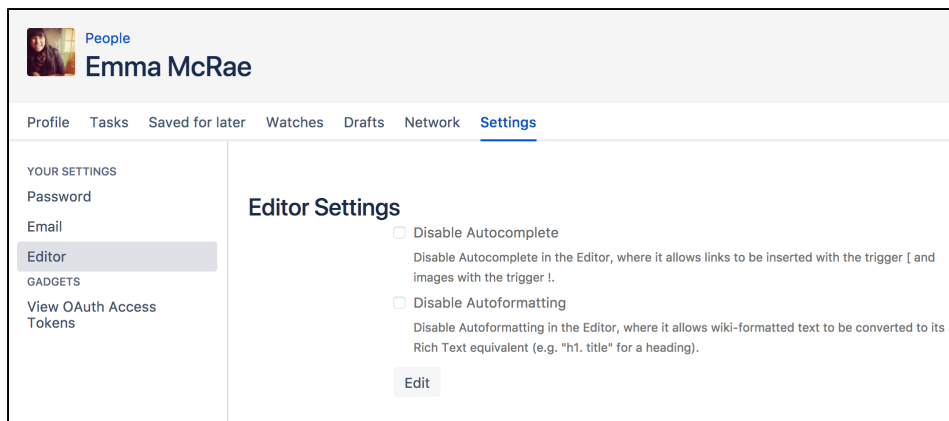 People
Emma McRae
Profile Tasks Saved for later Watches Drafts Network Settings
YOUR SETTINGS
Password
Email
Editor
GADGETS
View OAuth Access
Tokens
Editor Settings
Disable Autocomplete
Disable Autocomplete in the Editor, where it allows links to be inserted with the trigger [ and
images with the trigger !.
Disable Autoformatting
Disable Autoformatting in the Editor, where it allows wiki-formatted text to be converted to its
Rich Text equivalent (e.g. "h1. title" for a heading).
Edit